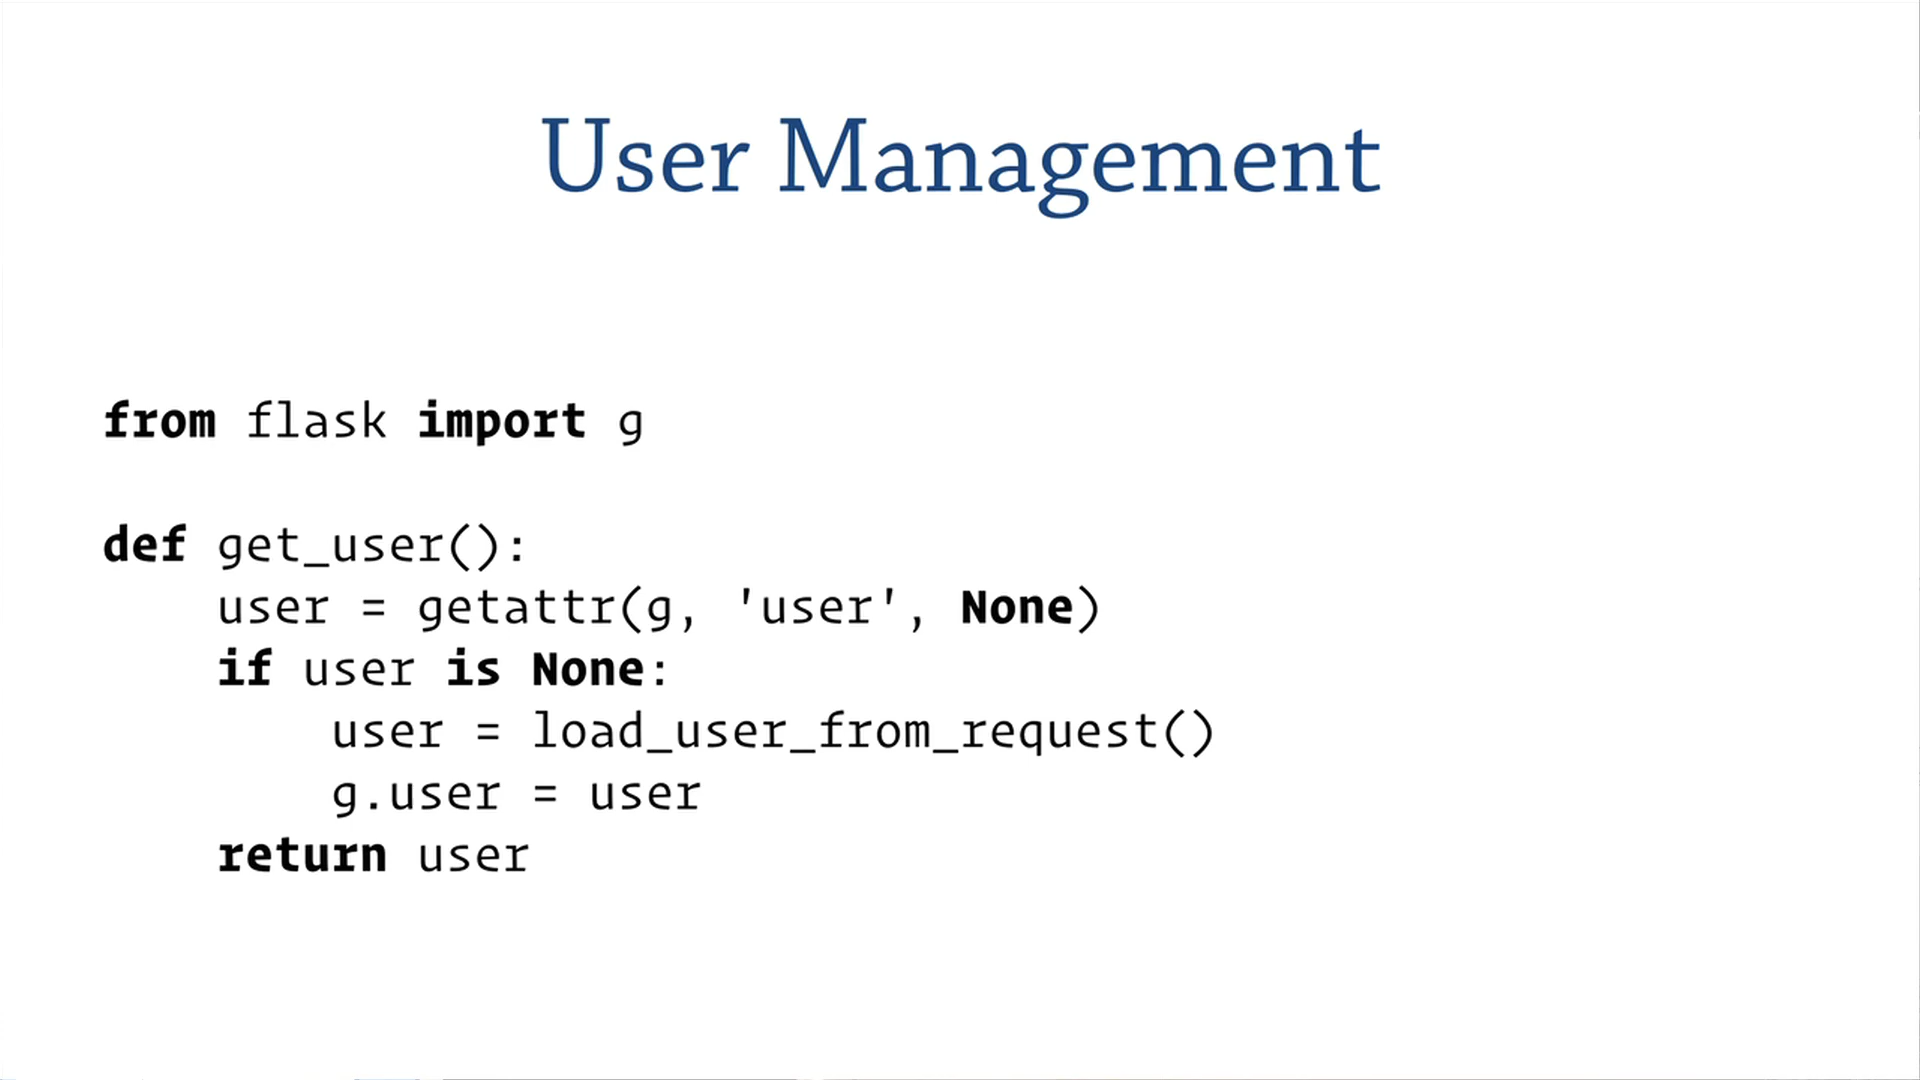 User Management
from flask import g
def get_user():
    user = getattr(g, 'user', None)
    if user is None:
        user = load_user_from_request()
        g.user = user
    return user